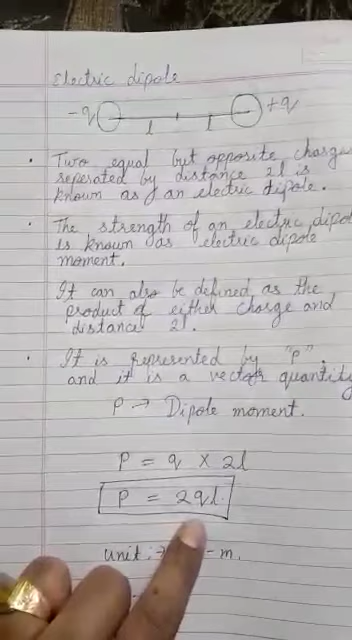 Electric dipole
-q +q
l l
Two equal but opposite charges
seperated by distance 2l is
known as an electric dipole.
The strength of an electric dipole
is known as electric dipole
moment.
It can also be defined as the
product of either charge and
distance 2l.
It is represented by "p".
and it is a vector quantity
P → Dipole moment.
P = q × 2l
P = 2ql.
unit :→ - m.